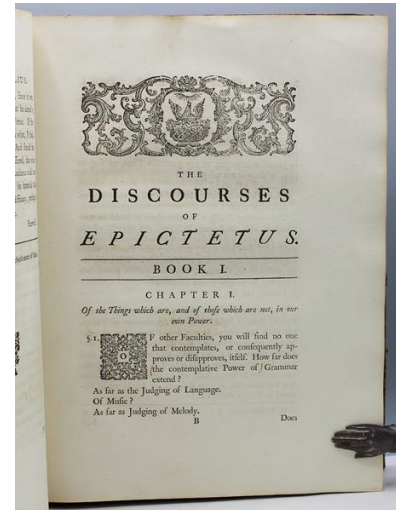 THE
DISCOURSES
OF
EPICTETUS.
BOOK I.
CHAPTER I.
Of the Things which are, and of those which are not, in our
own Power.
§. 1. OF other Faculties, you will find no one
that contemplates, or consequently ap-
proves or disapproves, itself. How far does
the contemplative Power of Grammar
extend?
As far as the Judging of Language.
Of Music?
As far as Judging of Melody.
B
Does